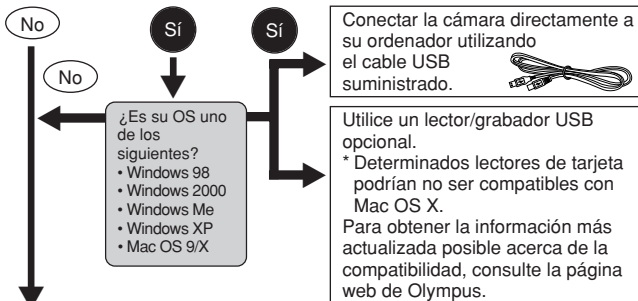 No
Sí
Sí
No
¿Es su OS uno
de los
siguientes?
• Windows 98
• Windows 2000
• Windows Me
• Windows XP
• Mac OS 9/X
Conectar la cámara directamente a
su ordenador utilizando
el cable USB
suministrado.
Utilice un lector/grabador USB
opcional.
* Determinados lectores de tarjeta
podrían no ser compatibles con
Mac OS X.
Para obtener la información más
actualizada posible acerca de la
compatibilidad, consulte la página
web de Olympus.